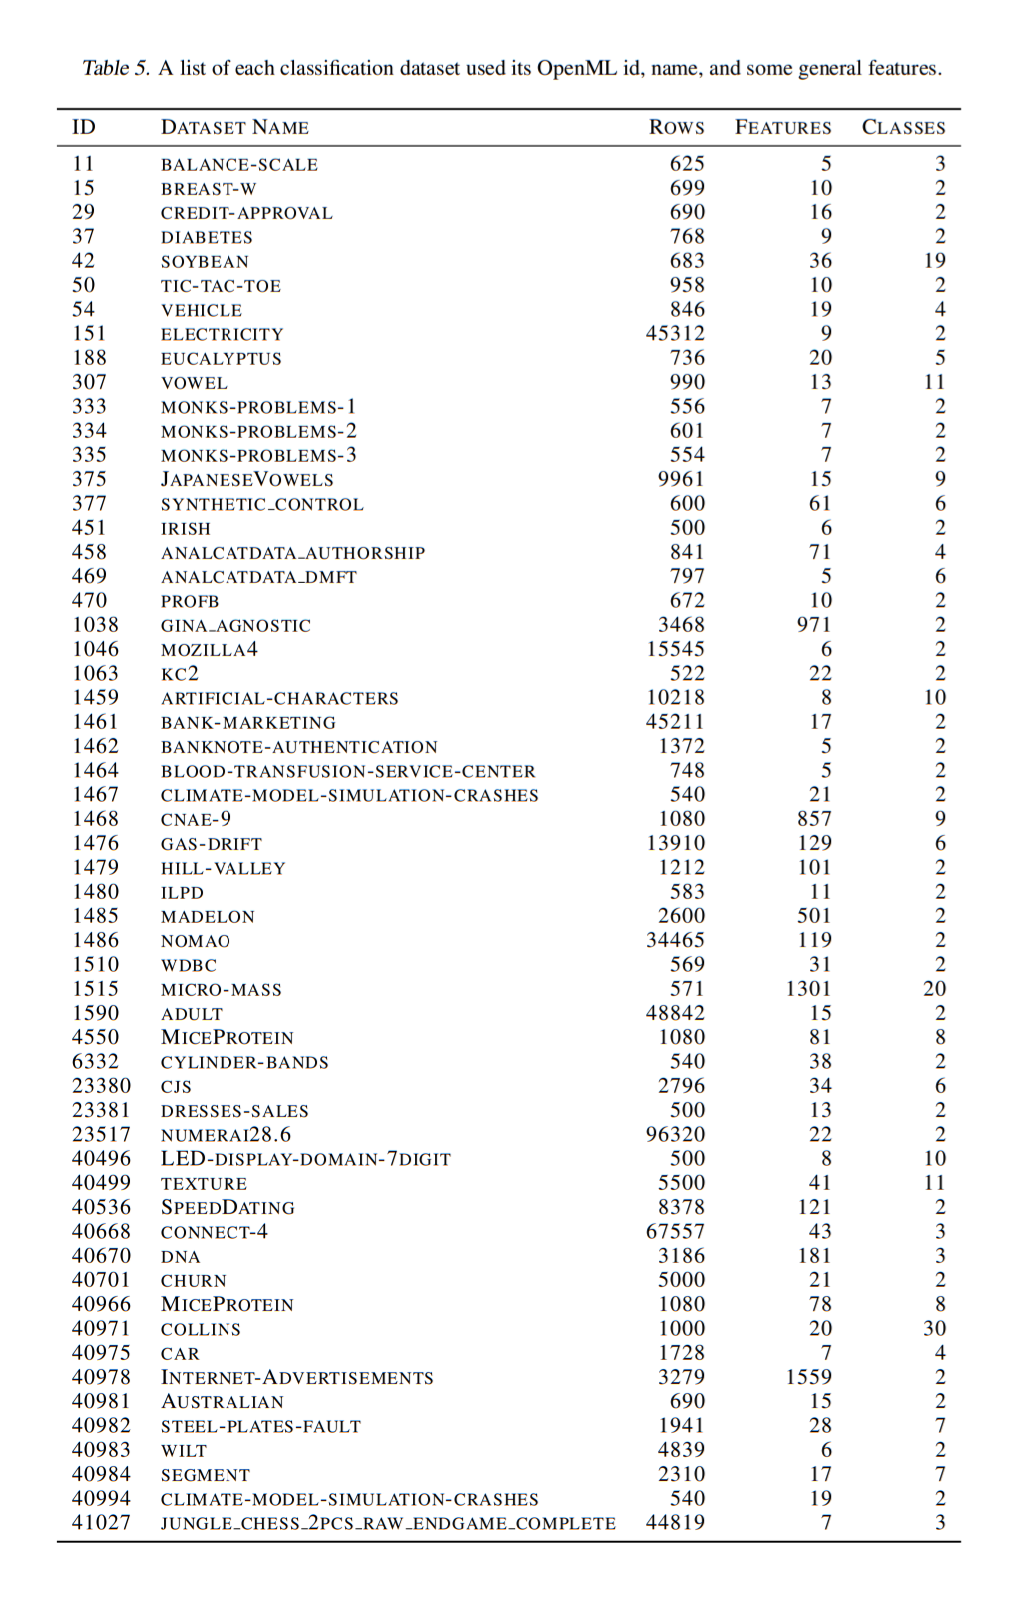 Table 5. A list of each classification dataset used its OpenML id, name, and some general features.
ID DATASET NAME ROWS FEATURES CLASSES
11 BALANCE-SCALE 625 5 3
15 BREAST-W 699 10 2
29 CREDIT-APPROVAL 690 16 2
37 DIABETES 768 9 2
42 SOYBEAN 683 36 19
50 TIC-TAC-TOE 958 10 2
54 VEHICLE 846 19 4
151 ELECTRICITY 45312 9 2
188 EUCALYPTUS 736 20 5
307 VOWEL 990 13 11
333 MONKS-PROBLEMS-1 556 7 2
334 MONKS-PROBLEMS-2 601 7 2
335 MONKS-PROBLEMS-3 554 7 2
375 JAPANESEVOWELS 9961 15 9
377 SYNTHETIC_CONTROL 600 61 6
451 IRISH 500 6 2
458 ANALCATDATA_AUTHORSHIP 841 71 4
469 ANALCATDATA_DMFT 797 5 6
470 PROFB 672 10 2
1038 GINA_AGNOSTIC 3468 971 2
1046 MOZILLA4 15545 6 2
1063 KC2 522 22 2
1459 ARTIFICIAL-CHARACTERS 10218 8 10
1461 BANK-MARKETING 45211 17 2
1462 BANKNOTE-AUTHENTICATION 1372 5 2
1464 BLOOD-TRANSFUSION-SERVICE-CENTER 748 5 2
1467 CLIMATE-MODEL-SIMULATION-CRASHES 540 21 2
1468 CNAE-9 1080 857 9
1476 GAS-DRIFT 13910 129 6
1479 HILL-VALLEY 1212 101 2
1480 ILPD 583 11 2
1485 MADELON 2600 501 2
1486 NOMAO 34465 119 2
1510 WDBC 569 31 2
1515 MICRO-MASS 571 1301 20
1590 ADULT 48842 15 2
4550 MICEPROTEIN 1080 81 8
6332 CYLINDER-BANDS 540 38 2
23380 CJS 2796 34 6
23381 DRESSES-SALES 500 13 2
23517 NUMERAI28.6 96320 22 2
40496 LED-DISPLAY-DOMAIN-7DIGIT 500 8 10
40499 TEXTURE 5500 41 11
40536 SPEEDDATING 8378 121 2
40668 CONNECT-4 67557 43 3
40670 DNA 3186 181 3
40701 CHURN 5000 21 2
40966 MICEPROTEIN 1080 78 8
40971 COLLINS 1000 20 30
40975 CAR 1728 7 4
40978 INTERNET-ADVERTISEMENTS 3279 1559 2
40981 AUSTRALIAN 690 15 2
40982 STEEL-PLATES-FAULT 1941 28 7
40983 WILT 4839 6 2
40984 SEGMENT 2310 17 7
40994 CLIMATE-MODEL-SIMULATION-CRASHES 540 19 2
41027 JUNGLE_CHESS_2PCS_RAW_ENDGAME_COMPLETE 44819 7 3